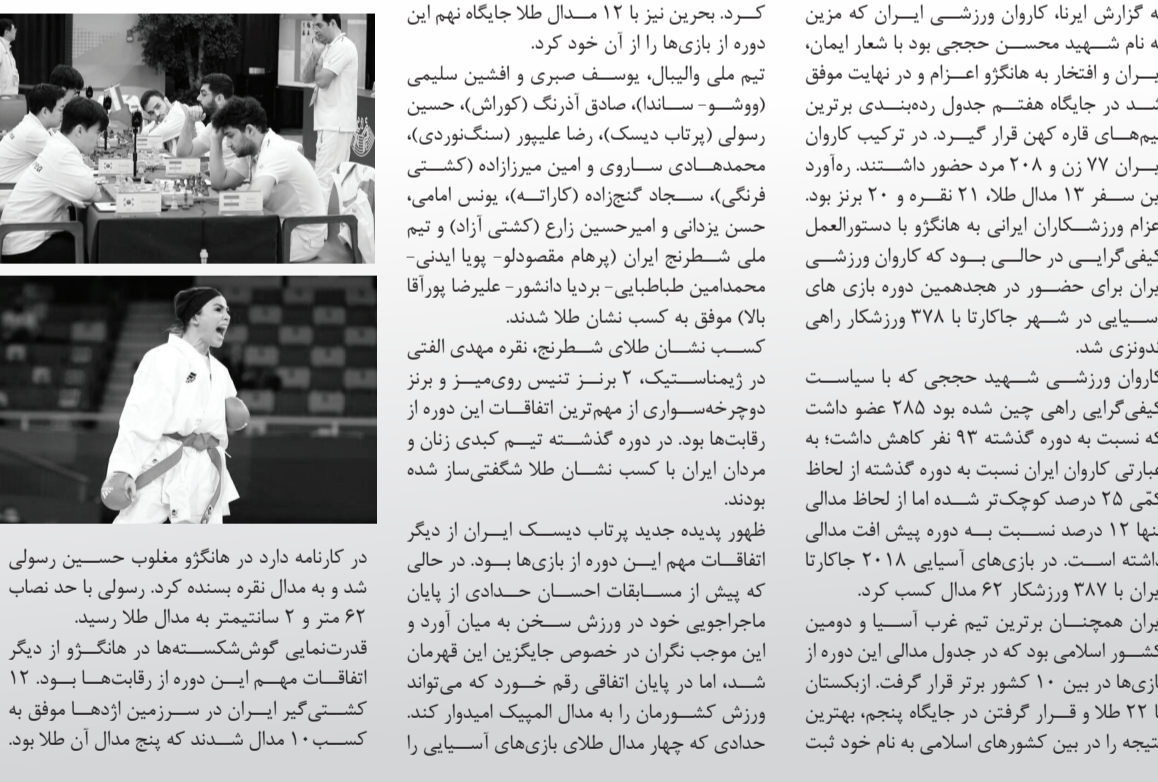 به گزارش ایرنا، کاروان ورزشی ایران که مزین
به نام شهید محسن حججی بود با شعار ایمان،
ایران و افتخار به هانگژو اعزام و در نهایت موفق
شد در جایگاه هفتم جدول رده‌بندی برترین
تیم‌های قاره کهن قرار گیرد. در ترکیب کاروان
ایران ۷۷ زن و ۲۰۸ مرد حضور داشتند. ره‌آورد
این سفر ۱۳ مدال طلا، ۲۱ نقره و ۲۰ برنز بود.
اعزام ورزشکاران ایرانی به هانگژو با دستورالعمل
کیفی‌گرایی در حالی بود که کاروان ورزشی
ایران برای حضور در هجدهمین دوره بازی های
آسیایی در شهر جاکارتا با ۳۷۸ ورزشکار راهی
اندونزی شد.
کاروان ورزشی شهید حججی که با سیاست
کیفی‌گرایی راهی چین شده بود ۲۸۵ عضو داشت
که نسبت به دوره گذشته ۹۳ نفر کاهش داشت؛ به
عبارتی کاروان ایران نسبت به دوره گذشته از لحاظ
کمّی ۲۵ درصد کوچک‌تر شده اما از لحاظ مدالی
تنها ۱۲ درصد نسبت به دوره پیش افت مدالی
داشته است. در بازی‌های آسیایی ۲۰۱۸ جاکارتا
ایران با ۳۸۷ ورزشکار ۶۲ مدال کسب کرد.
ایران همچنان برترین تیم غرب آسیا و دومین
کشور اسلامی بود که در جدول مدالی این دوره از
بازی‌ها در بین ۱۰ کشور برتر قرار گرفت. ازبکستان
با ۲۲ طلا و قرار گرفتن در جایگاه پنجم، بهترین
نتیجه را در بین کشورهای اسلامی به نام خود ثبت
کرد. بحرین نیز با ۱۲ مدال طلا جایگاه نهم این
دوره از بازی‌ها را از آن خود کرد.
تیم ملی والیبال، یوسف صبری و افشین سلیمی
(ووشو- ساندا)، صادق آذرنگ (کوراش)، حسین
رسولی (پرتاب دیسک)، رضا علیپور (سنگ‌نوردی)،
محمدهادی ساروی و امین میرزازاده (کشتی
فرنگی)، سجاد گنج‌زاده (کاراته)، یونس امامی،
حسن یزدانی و امیرحسین زارع (کشتی آزاد) و تیم
ملی شطرنج ایران (پرهام مقصودلو- پویا ایدنی-
محمدامین طباطبایی- بردیا دانشور- علیرضا پورآقا
بالا) موفق به کسب نشان طلا شدند.
کسب نشان طلای شطرنج، نقره مهدی الفتی
در ژیمناستیک، ۲ برنز تنیس روی‌میز و برنز
دوچرخه‌سواری از مهم‌ترین اتفاقات این دوره از
رقابت‌ها بود. در دوره گذشته تیم کبدی زنان و
مردان ایران با کسب نشان طلا شگفتی‌ساز شده
بودند.
ظهور پدیده جدید پرتاب دیسک ایران از دیگر
اتفاقات مهم این دوره از بازی‌ها بود. در حالی
که پیش از مسابقات احسان حدادی از پایان
ماجراجویی خود در ورزش سخن به میان آورد و
این موجب نگران در خصوص جایگزین این قهرمان
شد، اما در پایان اتفاقی رقم خورد که می‌تواند
ورزش کشورمان را به مدال المپیک امیدوار کند.
حدادی که چهار مدال طلای بازی‌های آسیایی را
در کارنامه دارد در هانگژو مغلوب حسین رسولی
شد و به مدال نقره بسنده کرد. رسولی با حد نصاب
۶۲ متر و ۲ سانتیمتر به مدال طلا رسید.
قدرت‌نمایی گوش‌شکسته‌ها در هانگژو از دیگر
اتفاقات مهم این دوره از رقابت‌ها بود. ۱۲
کشتی‌گیر ایران در سرزمین اژدها موفق به
کسب۱۰ مدال شدند که پنج مدال آن طلا بود.